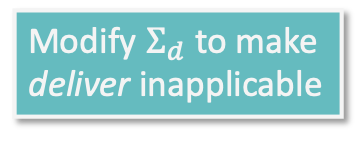 Modify Σ_d to make
deliver inapplicable